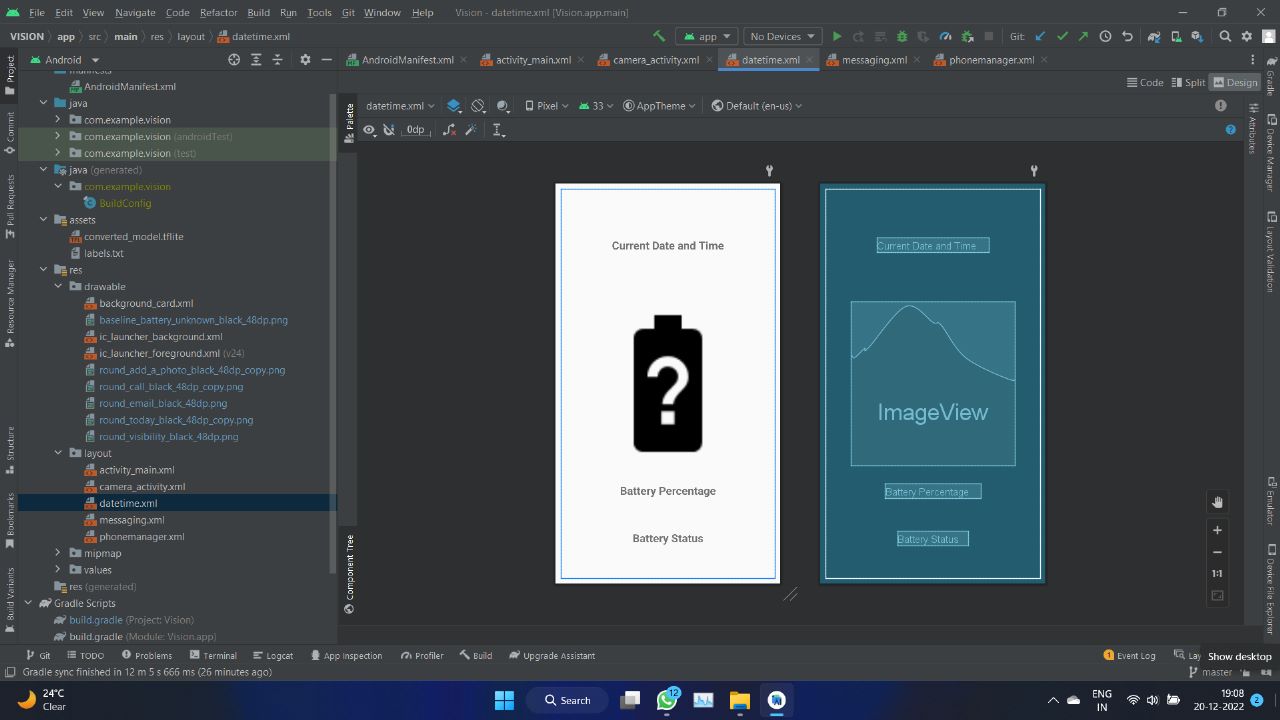 File Edit View Navigate Code Refactor Build Run Tools Git Window Help Vision - datetime.xml [Vision.app.main]
VISION app src main res layout datetime.xml app No Devices Git:
Project Android AndroidManifest.xml activity_main.xml camera_activity.xml datetime.xml messaging.xml phonemanager.xml Gradle
manifests
AndroidManifest.xml Palette Code Split Design
java datetime.xml Pixel 33 AppTheme Default (en-us)
com.example.vision 0dp Attributes
com.example.vision (androidTest)
com.example.vision (test)
java (generated)
com.example.vision
BuildConfig
assets
converted_model.tflite
labels.txt
res
drawable
background_card.xml
baseline_battery_unknown_black_48dp.png
ic_launcher_background.xml
ic_launcher_foreground.xml (v24)
round_add_a_photo_black_48dp_copy.png
round_call_black_48dp_copy.png
round_email_black_48dp.png
round_today_black_48dp_copy.png
round_visibility_black_48dp.png
layout
activity_main.xml
camera_activity.xml
datetime.xml
messaging.xml
phonemanager.xml
mipmap
values
res (generated)
Gradle Scripts
build.gradle (Project: Vision)
build.gradle (Module: Vision.app)
Commit
Pull Requests
Resource Manager
Structure
Bookmarks
Build Variants
Component Tree
Current Date and Time
?
Battery Percentage
Battery Status
Current Date and Time
ImageView
Battery Percentage
Battery Status
1:1
Device Manager
Layout Validation
Emulator
Device File Explorer
Git TODO Problems Terminal Logcat App Inspection Profiler Build Upgrade Assistant 1 Event Log Lay
Show desktop
Gradle sync finished in 12 m 5 s 666 ms (26 minutes ago) master
24°C
Clear
Search
12
ENG
IN
19:08
20-12-2022
2